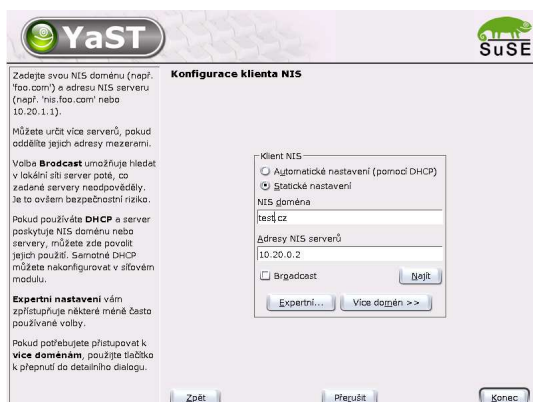 YaST
SuSE
Zadejte svou NIS doménu (např.
'foo.com') a adresu NIS serveru
(např. 'nis.foo.com' nebo
10.20.1.1).
Můžete určit více serverů, pokud
oddělíte jejich adresy mezerami.
Volba Brodcast umožňuje hledat
v lokální síti server poté, co
zadané servery neodpověděly.
Je to ovšem bezpečnostní riziko.
Pokud používáte DHCP a server
poskytuje NIS doménu nebo
servery, můžete zde povolit
jejich použití. Samotné DHCP
můžete nakonfigurovat v síťovém
modulu.
Expertní nastavení vám
zpřístupňuje některé méně často
používané volby.
Pokud potřebujete přistupovat k
více doménám, použijte tlačítko
k přepnutí do detailního dialogu.
Konfigurace klienta NIS
Klient NIS
Automatické nastavení (pomocí DHCP)
Statické nastavení
NIS doména
test.cz
Adresy NIS serverů
10.20.0.2
Broadcast
Najít
Expertní...
Více domén >>
Zpět
Přerušit
Konec